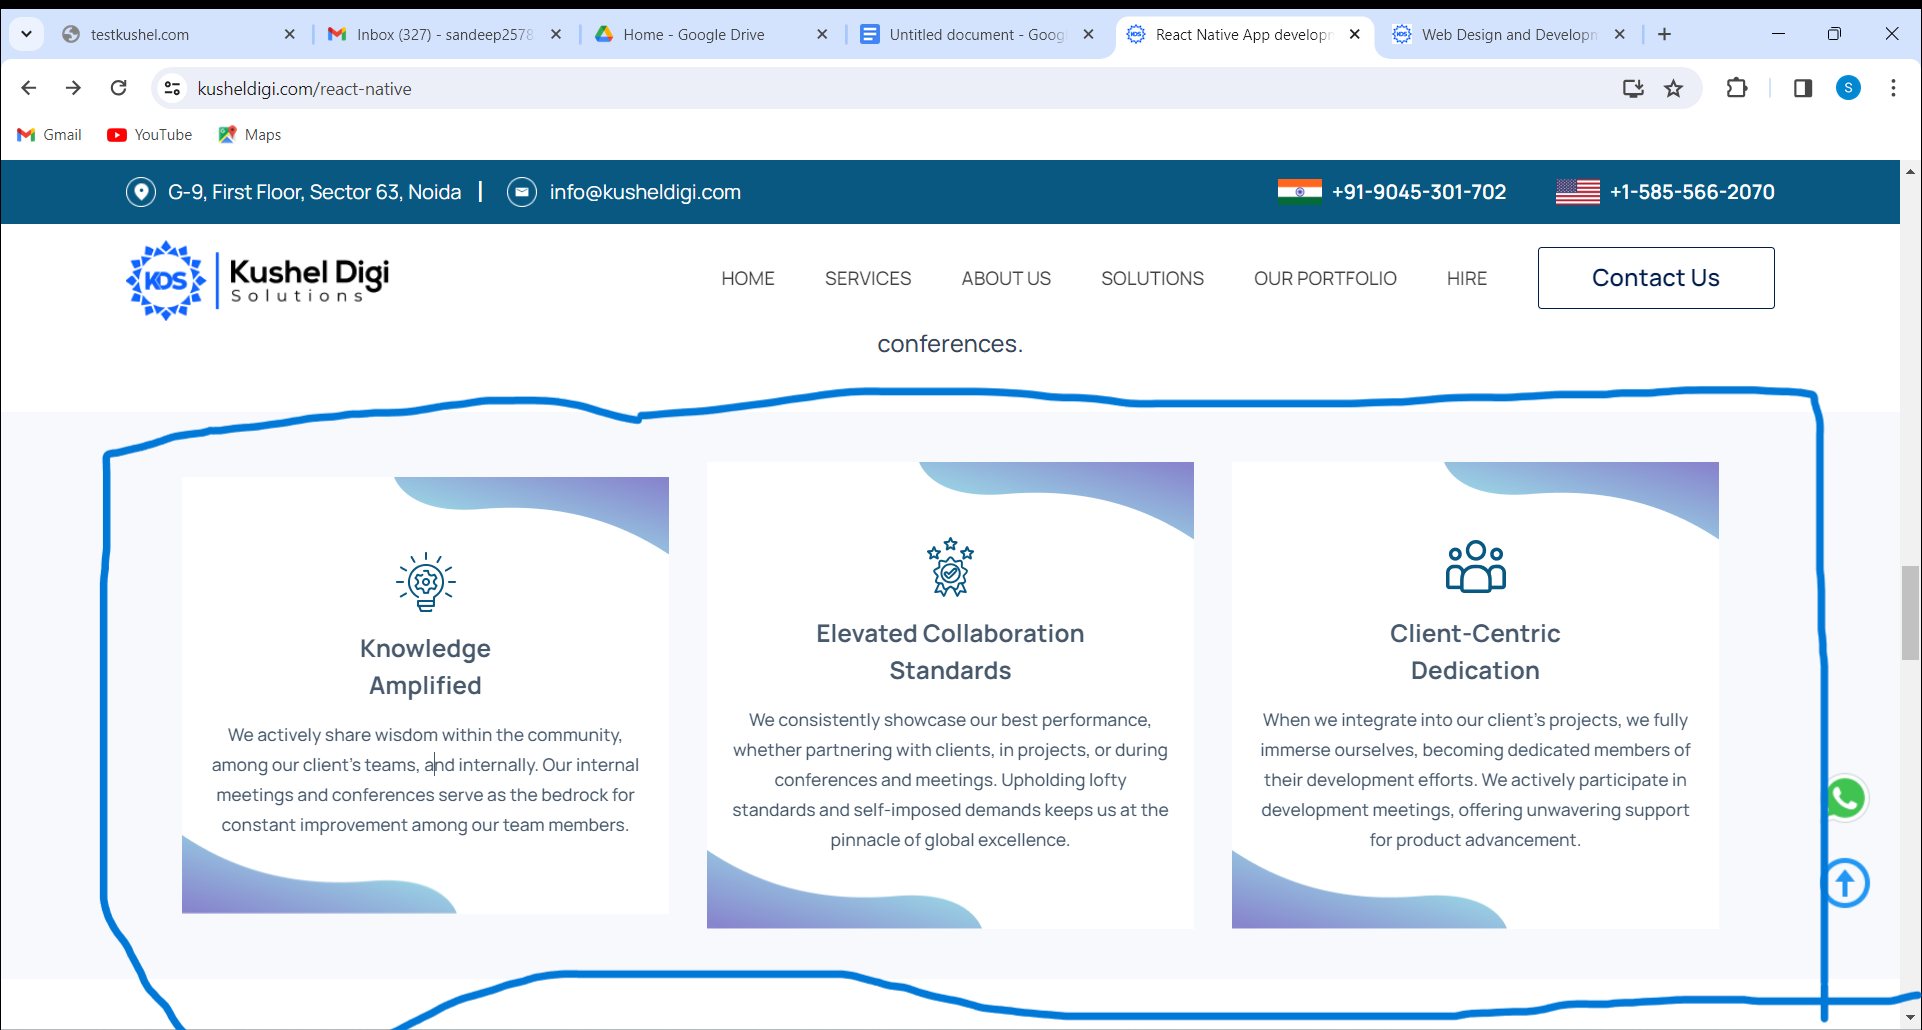 testkushel.com
Inbox (327) - sandeep2578
Home - Google Drive
Untitled document - Goog
React Native App developm
Web Design and Developm
kusheldigi.com/react-native
S
Gmail
YouTube
Maps
G-9, First Floor, Sector 63, Noida
info@kusheldigi.com
+91-9045-301-702
+1-585-566-2070
KDS
Kushel Digi
Solutions
HOME
SERVICES
ABOUT US
SOLUTIONS
OUR PORTFOLIO
HIRE
Contact Us
conferences.
Knowledge
Amplified
We actively share wisdom within the community,
among our client's teams, and internally. Our internal
meetings and conferences serve as the bedrock for
constant improvement among our team members.
Elevated Collaboration
Standards
We consistently showcase our best performance,
whether partnering with clients, in projects, or during
conferences and meetings. Upholding lofty
standards and self-imposed demands keeps us at the
pinnacle of global excellence.
Client-Centric
Dedication
When we integrate into our client's projects, we fully
immerse ourselves, becoming dedicated members of
their development efforts. We actively participate in
development meetings, offering unwavering support
for product advancement.